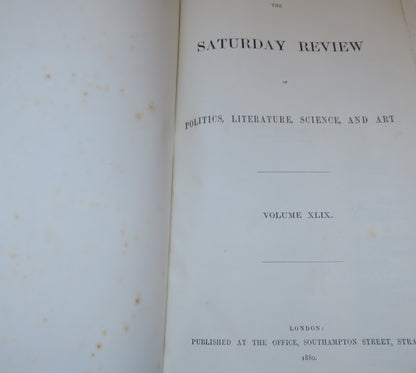 THE
SATURDAY REVIEW
OF
POLITICS, LITERATURE, SCIENCE, AND ART
VOLUME XLIX.
LONDON:
PUBLISHED AT THE OFFICE, SOUTHAMPTON STREET, STRA
1880.